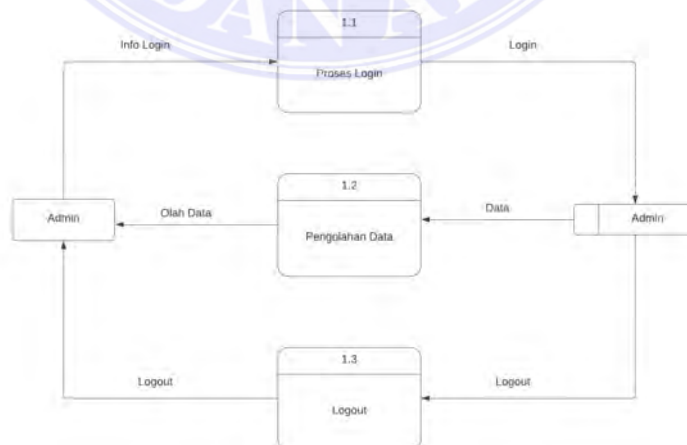 1.1
Info Login
Login
Proses Login
1.2
Admin
Olah Data
Data
Admin
Pengolahan Data
1.3
Logout
Logout
Logout